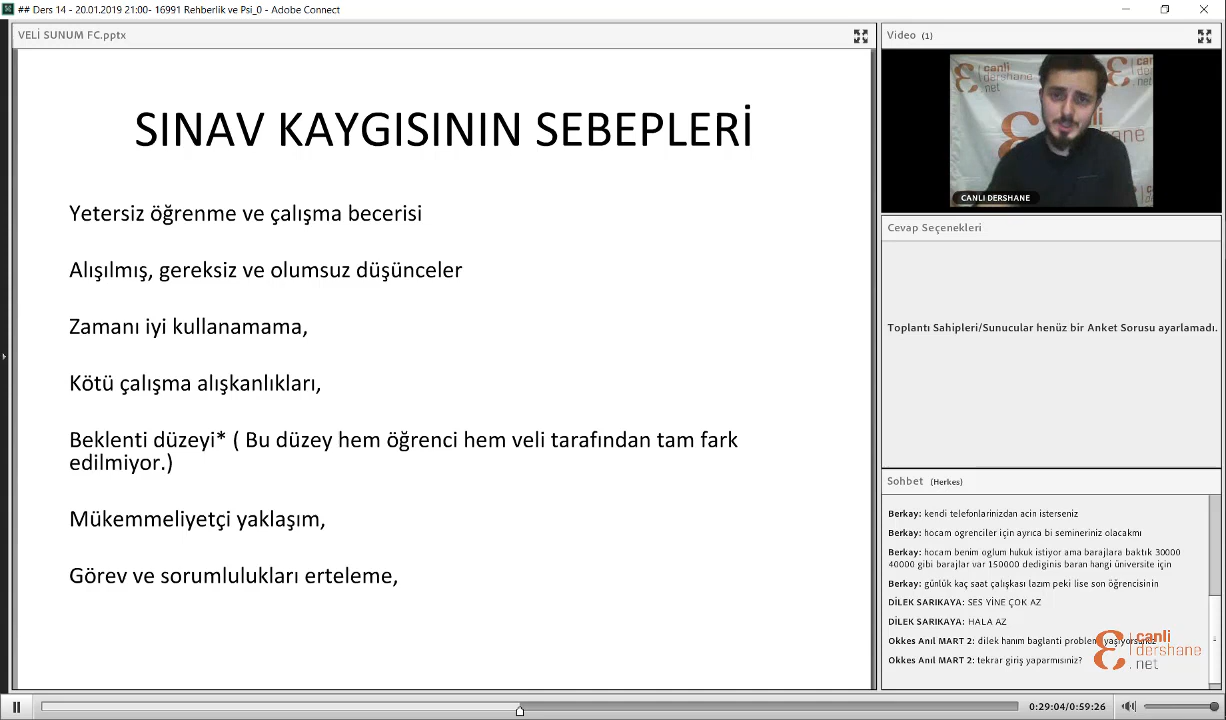 ## Ders 14 - 20.01.2019 21:00- 16991 Rehberlik ve Psi_0 - Adobe Connect
VELİ SUNUM FC.pptx
SINAV KAYGISININ SEBEPLERİ
Yetersiz öğrenme ve çalışma becerisi
Alışılmış, gereksiz ve olumsuz düşünceler
Zamanı iyi kullanamama,
Kötü çalışma alışkanlıkları,
Beklenti düzeyi* ( Bu düzey hem öğrenci hem veli tarafından tam fark
edilmiyor.)
Mükemmeliyetçi yaklaşım,
Görev ve sorumlulukları erteleme,
Video (1)
canli
dershane
.net
CANLI DERSHANE
Cevap Seçenekleri
Toplantı Sahipleri/Sunucular henüz bir Anket Sorusu ayarlamadı.
Sohbet (Herkes)
Berkay: kendi telefonlarinizdan acin isterseniz
Berkay: hocam ogrenciler için ayrıca bi semineriniz olacakmı
Berkay: hocam benim oglum hukuk istiyor ama barajlara baktık 30000
40000 gibi barajlar var 150000 dediginis baran hangi üniversite için
Berkay: günlük kaç saat çalışkası lazım peki lise son öğrencisinin
DİLEK SARIKAYA: SES YİNE ÇOK AZ
DİLEK SARIKAYA: HALA AZ
Okkes Anıl MART 2: dilek hanım baglanti problemi yaşıyorsunuz
Okkes Anıl MART 2: tekrar giriş yaparmısınız?
canli
dershane
.net
0:29:04/0:59:26